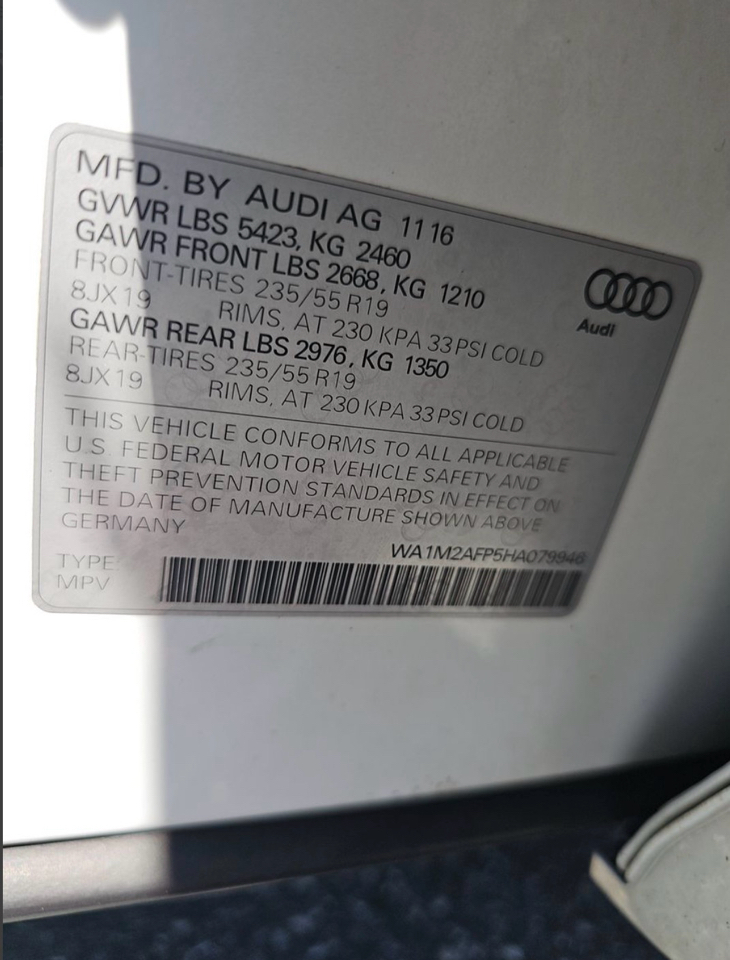 MFD. BY AUDI AG 11 16
GVWR LBS 5423, KG 2460
GAWR FRONT LBS 2668, KG 1210
FRONT-TIRES 235/55 R19
8JX19 RIMS, AT 230 KPA 33 PSI COLD
GAWR REAR LBS 2976, KG 1350
REAR-TIRES 235/55 R19
8JX19 RIMS, AT 230 KPA 33 PSI COLD
Audi
THIS VEHICLE CONFORMS TO ALL APPLICABLE
U.S. FEDERAL MOTOR VEHICLE SAFETY AND
THEFT PREVENTION STANDARDS IN EFFECT ON
THE DATE OF MANUFACTURE SHOWN ABOVE
GERMANY
WA1M2AFP5HA079946
TYPE:
MPV